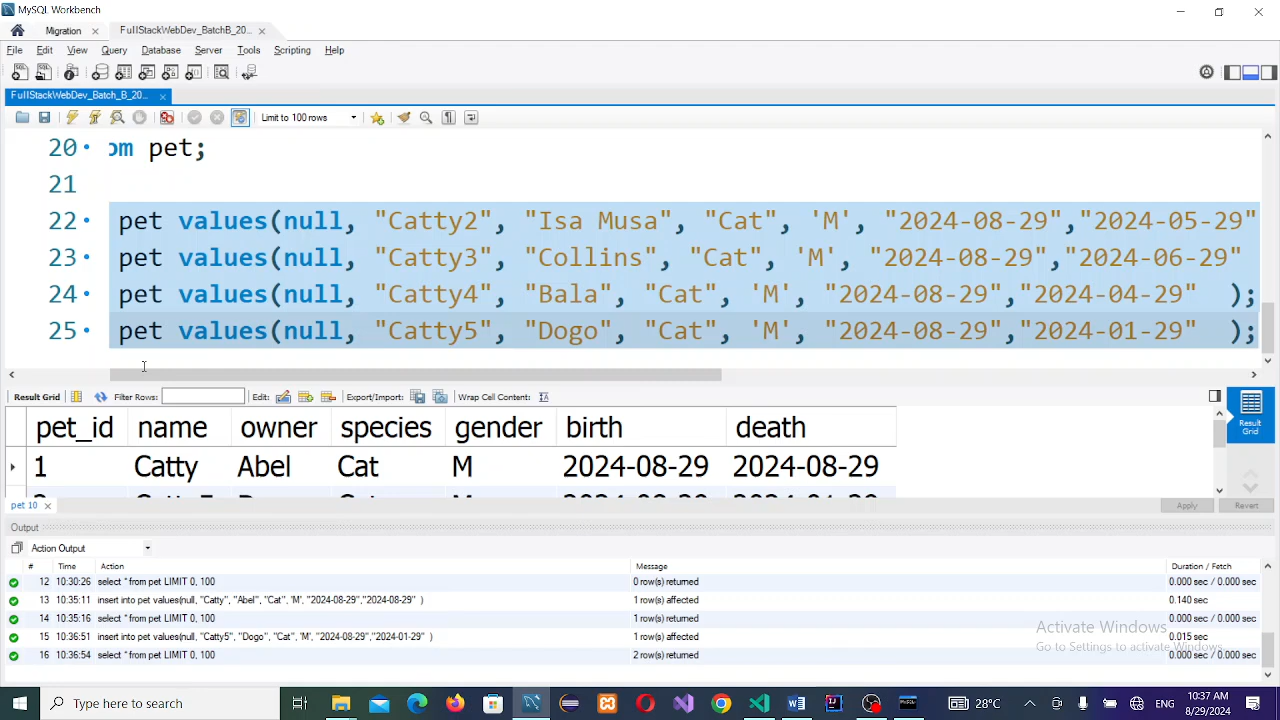 MySQL Workbench
Migration
FullStackWebDev_BatchB_20...
File Edit View Query Database Server Tools Scripting Help
FullStackWebDev_Batch_B_20...
Limit to 100 rows
20 om pet;
21
22 pet values(null, "Catty2", "Isa Musa", "Cat", 'M', "2024-08-29","2024-05-29"
23 pet values(null, "Catty3", "Collins", "Cat", 'M', "2024-08-29","2024-06-29"
24 pet values(null, "Catty4", "Bala", "Cat", 'M', "2024-08-29","2024-04-29" );
25 pet values(null, "Catty5", "Dogo", "Cat", 'M', "2024-08-29","2024-01-29" );
Result Grid Filter Rows: Edit: Export/Import: Wrap Cell Content:
Result Grid
pet_id name owner species gender birth death
1 Catty Abel Cat M 2024-08-29 2024-08-29
pet 10 Apply Revert
Output
Action Output
# Time Action Message Duration / Fetch
12 10:30:26 select * from pet LIMIT 0, 100 0 row(s) returned 0.000 sec / 0.000 sec
13 10:35:11 insert into pet values(null, "Catty", "Abel", "Cat", 'M', "2024-08-29","2024-08-29" ) 1 row(s) affected 0.140 sec
14 10:35:16 select * from pet LIMIT 0, 100 1 row(s) returned 0.000 sec / 0.000 sec
15 10:36:51 insert into pet values(null, "Catty5", "Dogo", "Cat", 'M', "2024-08-29","2024-01-29" ) 1 row(s) affected 0.015 sec
16 10:36:54 select * from pet LIMIT 0, 100 2 row(s) returned 0.000 sec / 0.000 sec
Activate Windows
Go to Settings to activate Windows.
Type here to search
28°C
ENG
10:37 AM
8/29/2024